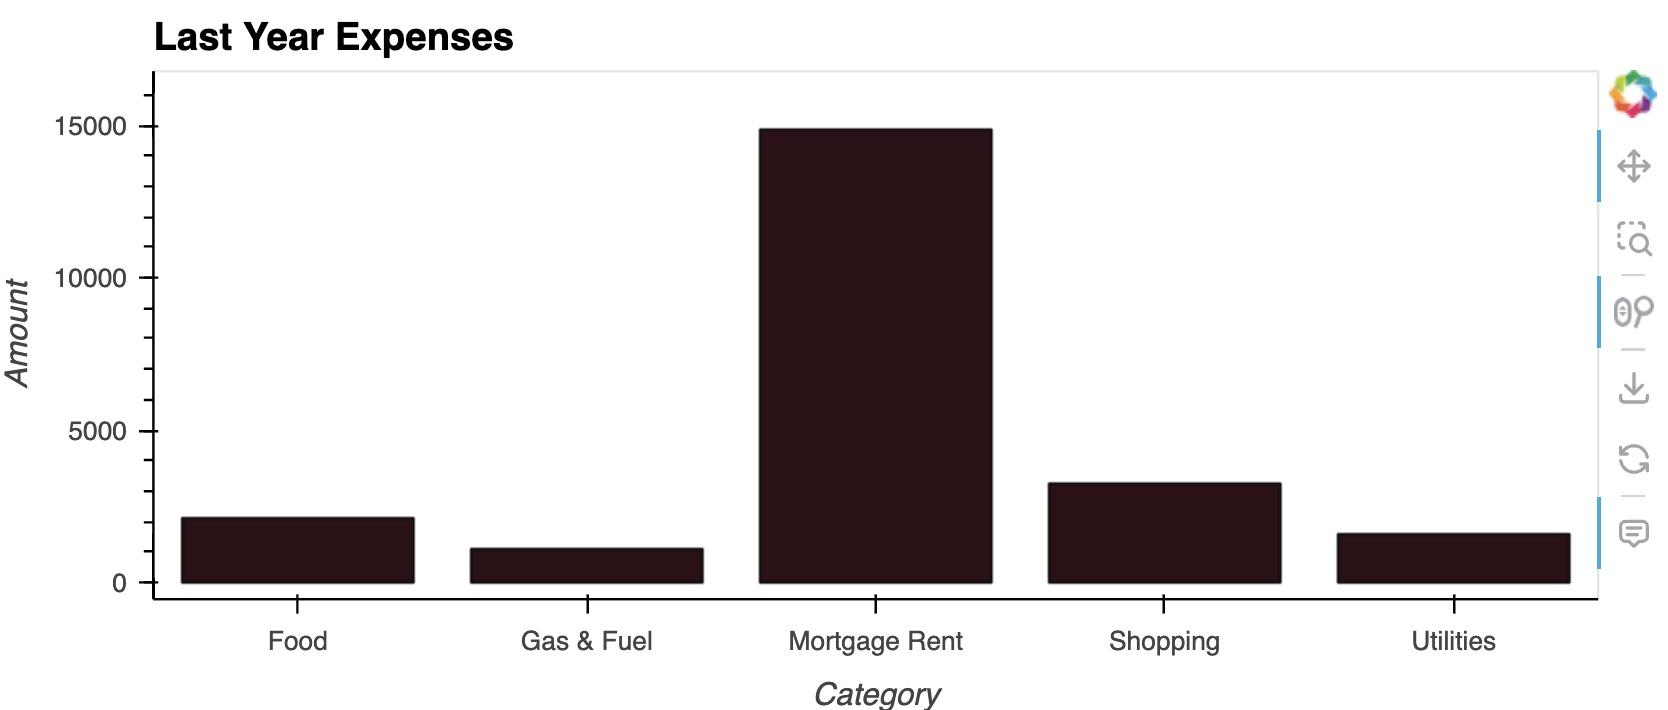 Last Year Expenses
Amount
15000
10000
5000
0
Food
Gas & Fuel
Mortgage Rent
Shopping
Utilities
Category